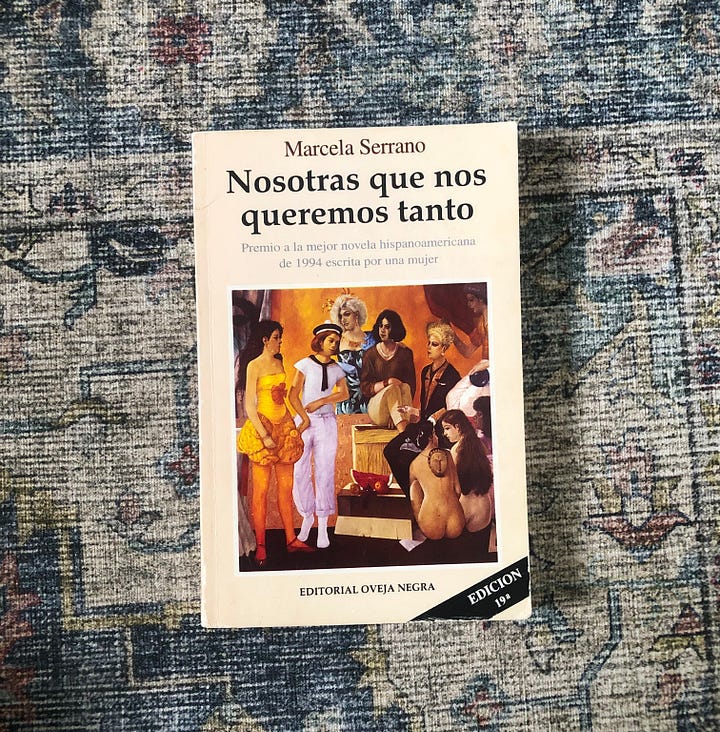 Marcela Serrano
Nosotras que nos
queremos tanto
Premio a la mejor novela hispanoamericana
de 1994 escrita por una mujer
EDITORIAL OVEJA NEGRA
EDICION
19ª